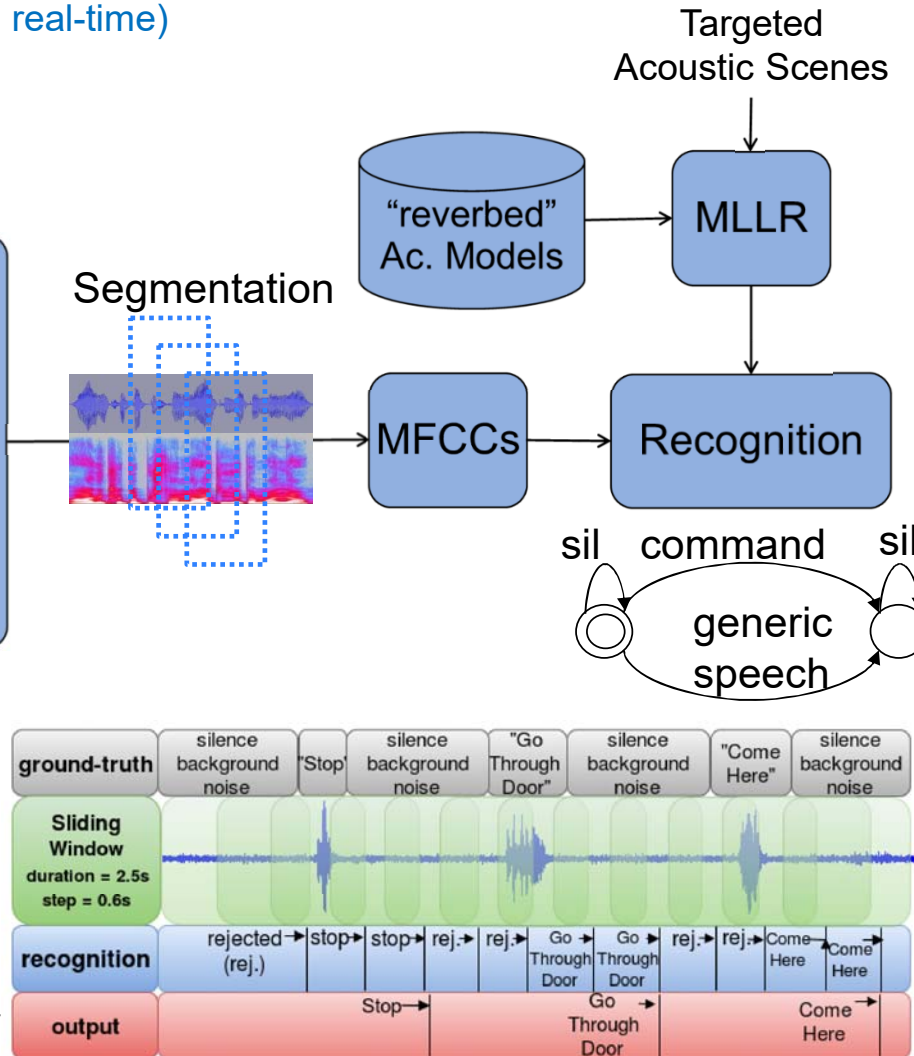 real-time)
Targeted
Acoustic Scenes
“reverbed”
Ac. Models
MLLR
Segmentation
MFCCs
Recognition
sil command sil
generic
speech
ground-truth
silence
background
noise
"Stop"
silence
background
noise
"Go
Through
Door"
silence
background
noise
"Come
Here"
silence
background
noise
Sliding
Window
duration = 2.5s
step = 0.6s
recognition
rejected
(rej.)
stop
stop
rej.
rej.
Go
Through
Door
Go
Through
Door
rej.
rej.
Come
Here
Come
Here
output
Stop
Go
Through
Door
Come
Here